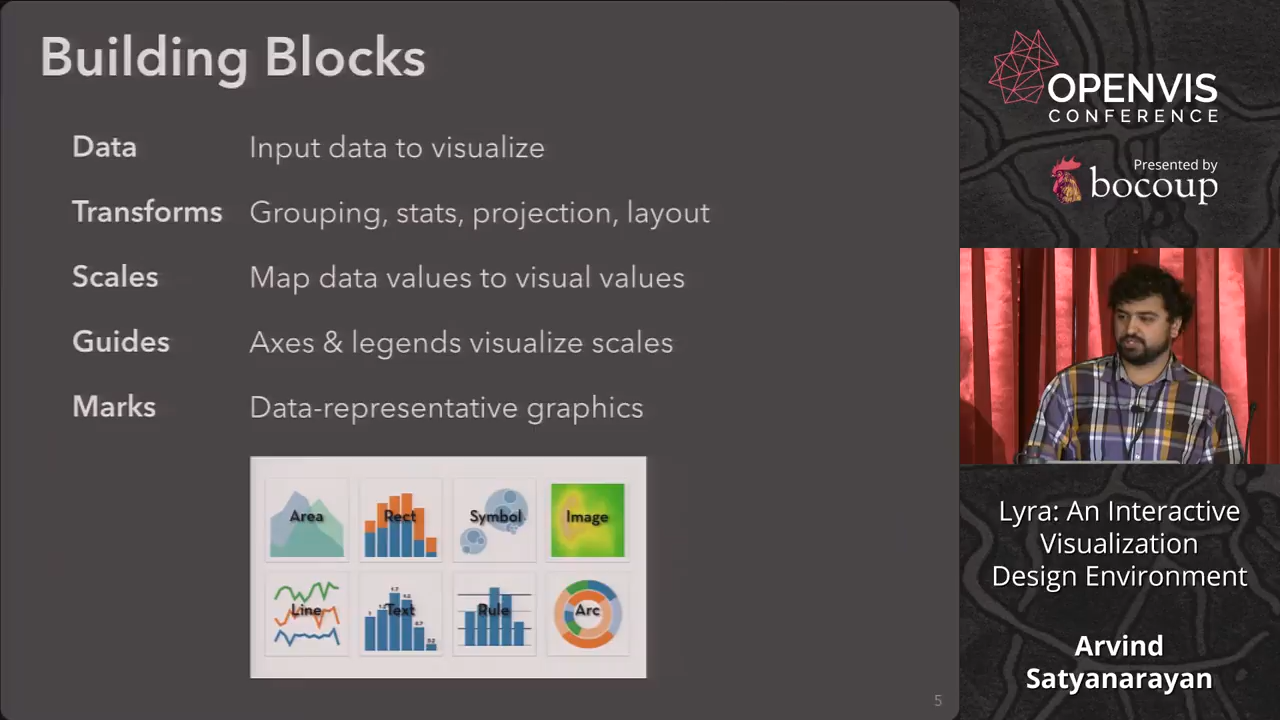 Building Blocks
Data Input data to visualize
Transforms Grouping, stats, projection, layout
Scales Map data values to visual values
Guides Axes & legends visualize scales
Marks Data-representative graphics
Area Rect Symbol Image
Line Text Rule Arc
5
OPENVIS
CONFERENCE
Presented by
bocoup
Lyra: An Interactive
Visualization
Design Environment
Arvind
Satyanarayan